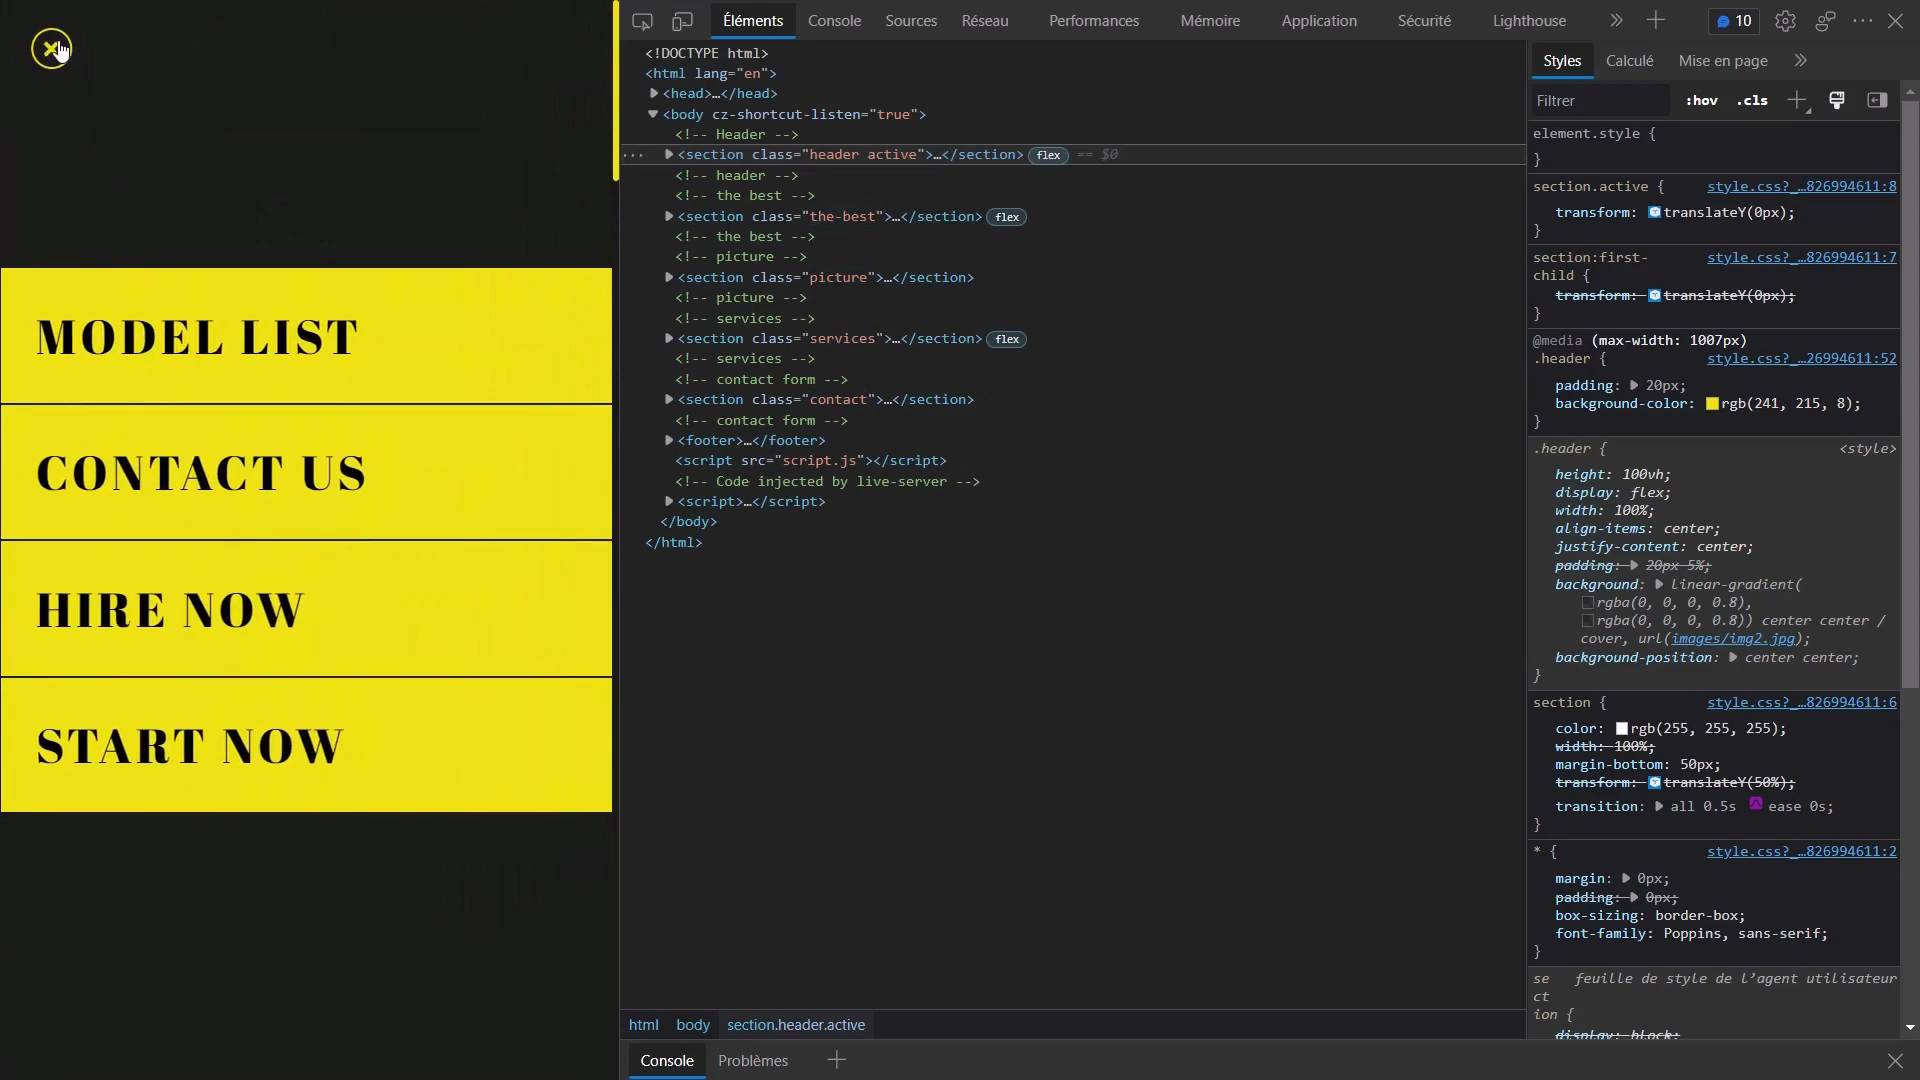 Éléments Console Sources Réseau Performances Mémoire Application Sécurité Lighthouse 10
MODEL LIST
CONTACT US
HIRE NOW
START NOW
<!DOCTYPE html>
<html lang="en">
<head>…</head>
<body cz-shortcut-listen="true">
<!-- Header -->
<section class="header active">…</section> flex == $0
<!-- header -->
<!-- the best -->
<section class="the-best">…</section> flex
<!-- the best -->
<!-- picture -->
<section class="picture">…</section>
<!-- picture -->
<!-- services -->
<section class="services">…</section> flex
<!-- services -->
<!-- contact form -->
<section class="contact">…</section>
<!-- contact form -->
<footer>…</footer>
<script src="script.js"></script>
<!-- Code injected by live-server -->
<script>…</script>
</body>
</html>
html body section.header.active
Console Problèmes
Styles Calculé Mise en page
Filtrer :hov .cls
element.style {
}
section.active { style.css?_…826994611:8
transform: translateY(0px);
}
section:first- style.css?_…826994611:7
child {
transform: translateY(0px);
}
@media (max-width: 1007px)
.header { style.css?_…26994611:52
padding: 20px;
background-color: rgb(241, 215, 8);
}
.header { <style>
height: 100vh;
display: flex;
width: 100%;
align-items: center;
justify-content: center;
padding: 20px 5%;
background: linear-gradient(
rgba(0, 0, 0, 0.8),
rgba(0, 0, 0, 0.8)) center center /
cover, url(images/img2.jpg);
background-position: center center;
}
section { style.css?_…826994611:6
color: rgb(255, 255, 255);
width: 100%;
margin-bottom: 50px;
transform: translateY(50%);
transition: all 0.5s ease 0s;
}
* { style.css?_…826994611:2
margin: 0px;
padding: 0px;
box-sizing: border-box;
font-family: Poppins, sans-serif;
}
se feuille de style de l'agent utilisateur
ct
ion {
display: block;